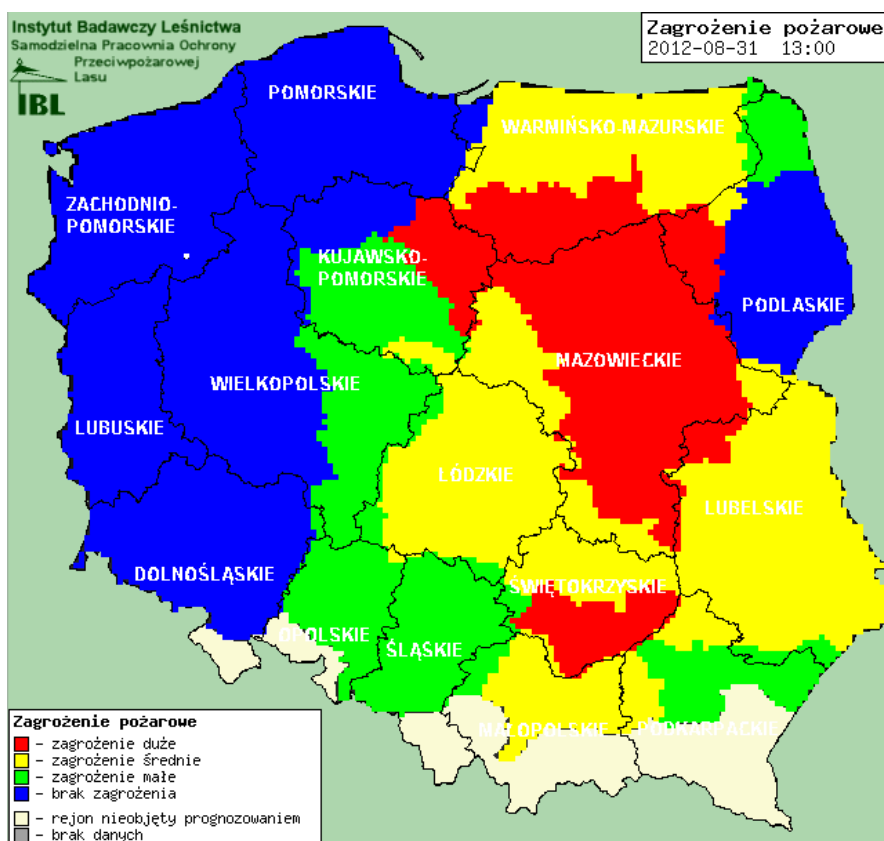 Instytut Badawczy Leśnictwa
Samodzielna Pracownia Ochrony
Przeciwpożarowej
Lasu
IBL
Zagrożenie pożarowe
2012-08-31 13:00
POMORSKIE
WARMIŃSKO-MAZURSKIE
ZACHODNIO-
POMORSKIE
KUJAWSKO-
POMORSKIE
PODLASKIE
MAZOWIECKIE
WIELKOPOLSKIE
LUBUSKIE
ŁÓDZKIE
LUBELSKIE
DOLNOŚLĄSKIE
ŚWIĘTOKRZYSKIE
OPOLSKIE
ŚLĄSKIE
MAŁOPOLSKIE
PODKARPACKIE
Zagrożenie pożarowe
– zagrożenie duże
– zagrożenie średnie
– zagrożenie małe
– brak zagrożenia
– rejon nieobjęty prognozowaniem
– brak danych